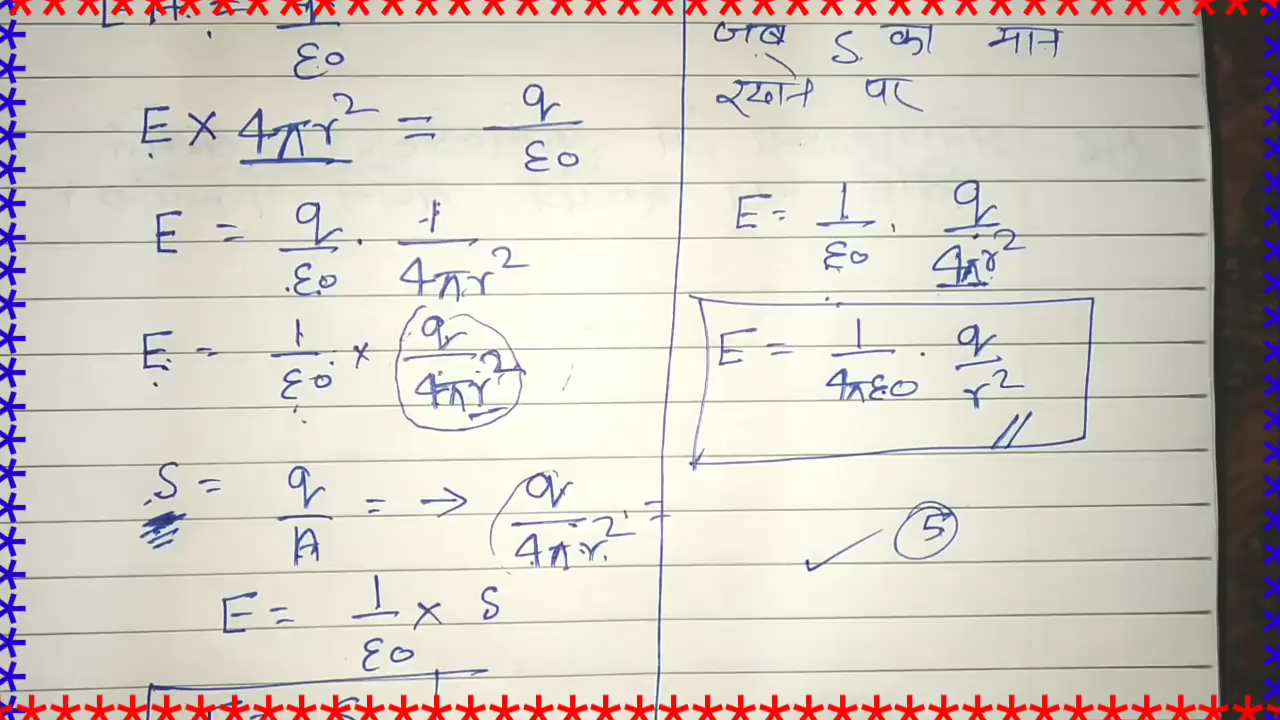 E × 4πr² = q/ε0
E = q/ε0 · 1/4πr²
E = 1/ε0 × q/4πr²
S = q/A = → q/4πr² =
E = 1/ε0 × S
जब S का मान
रखने पर
E = 1/ε0 · q/4πr²
E = 1/4πε0 · q/r²
5